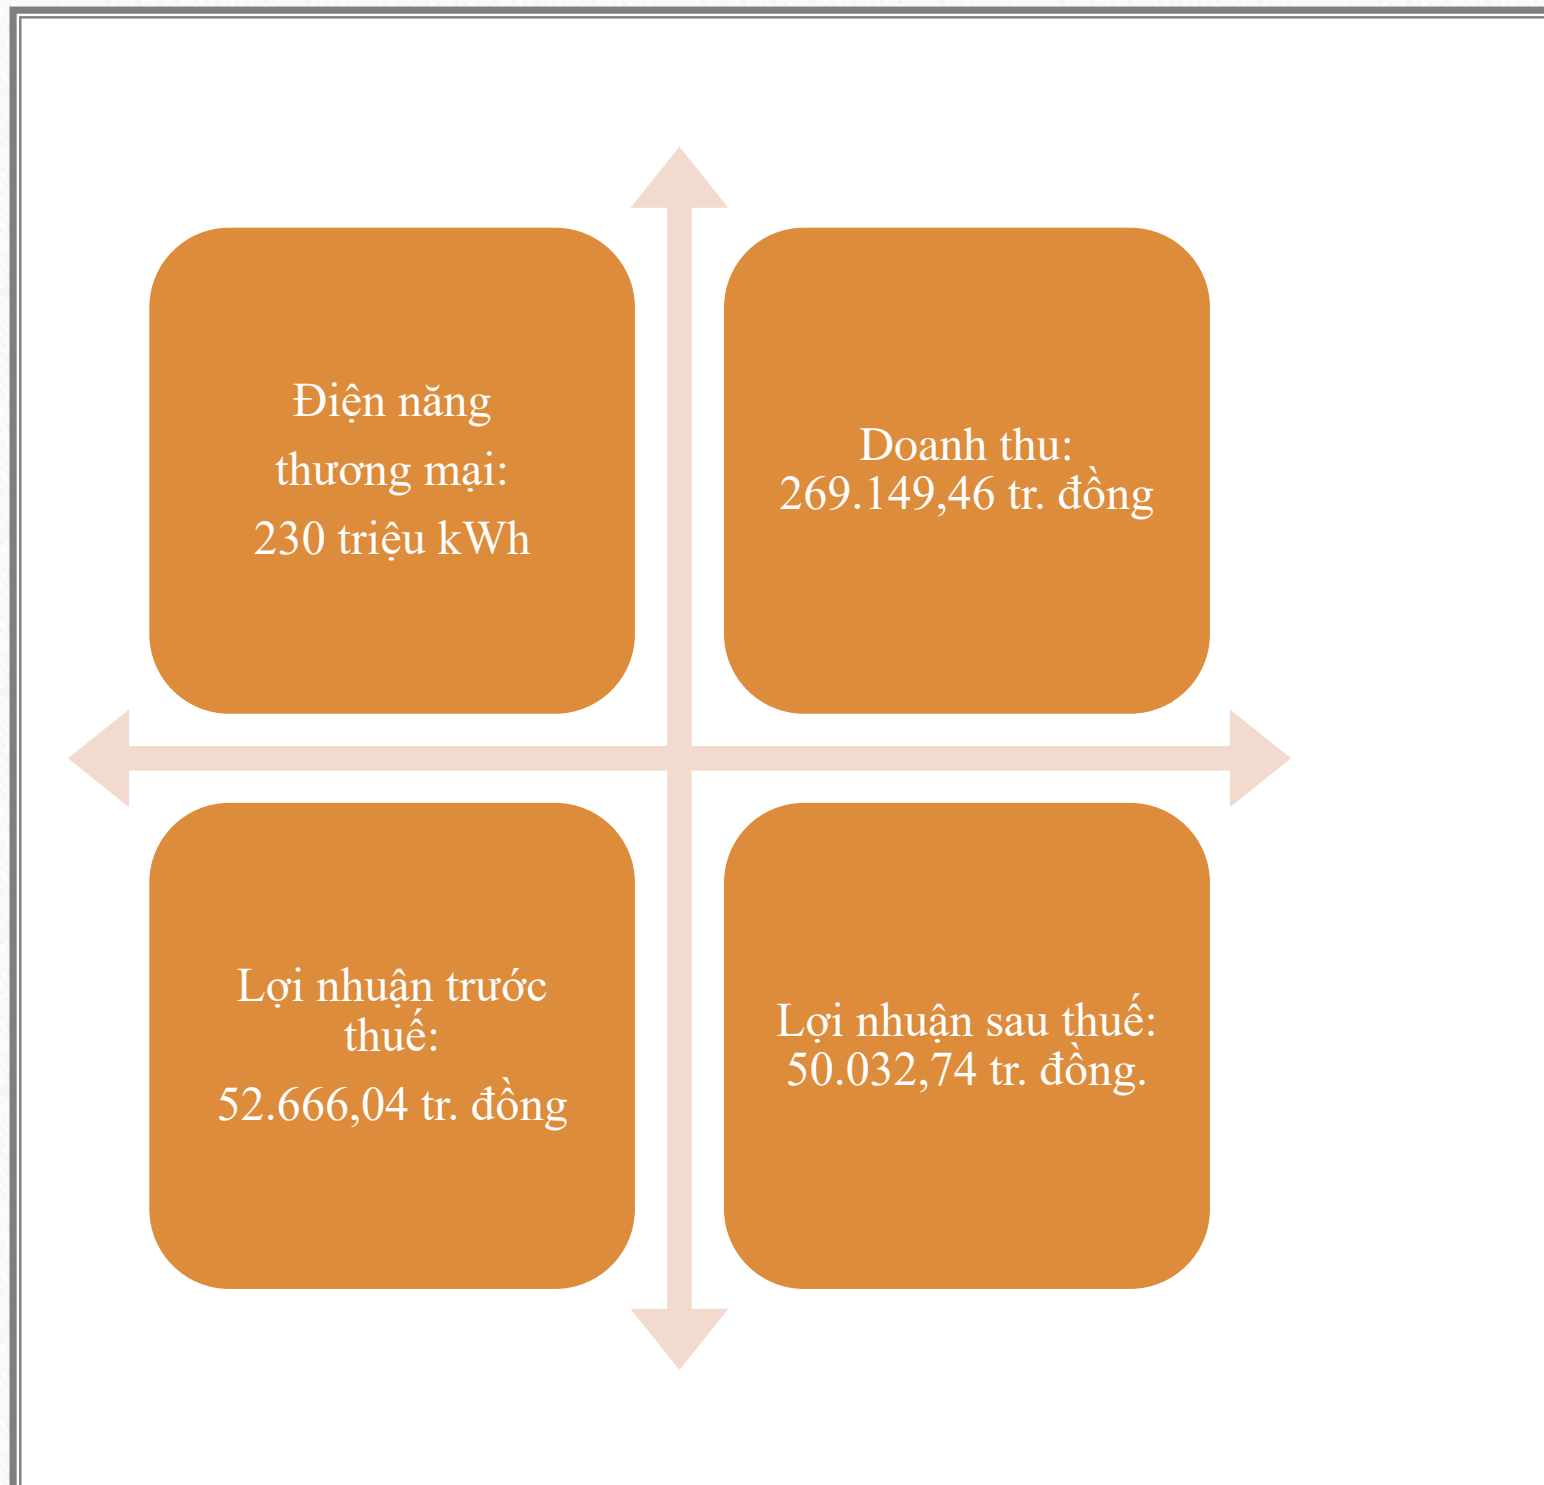 Điện năng
thương mại:
230 triệu kWh
Doanh thu:
269.149,46 tr. đồng
Lợi nhuận trước
thuế:
52.666,04 tr. đồng
Lợi nhuận sau thuế:
50.032,74 tr. đồng.